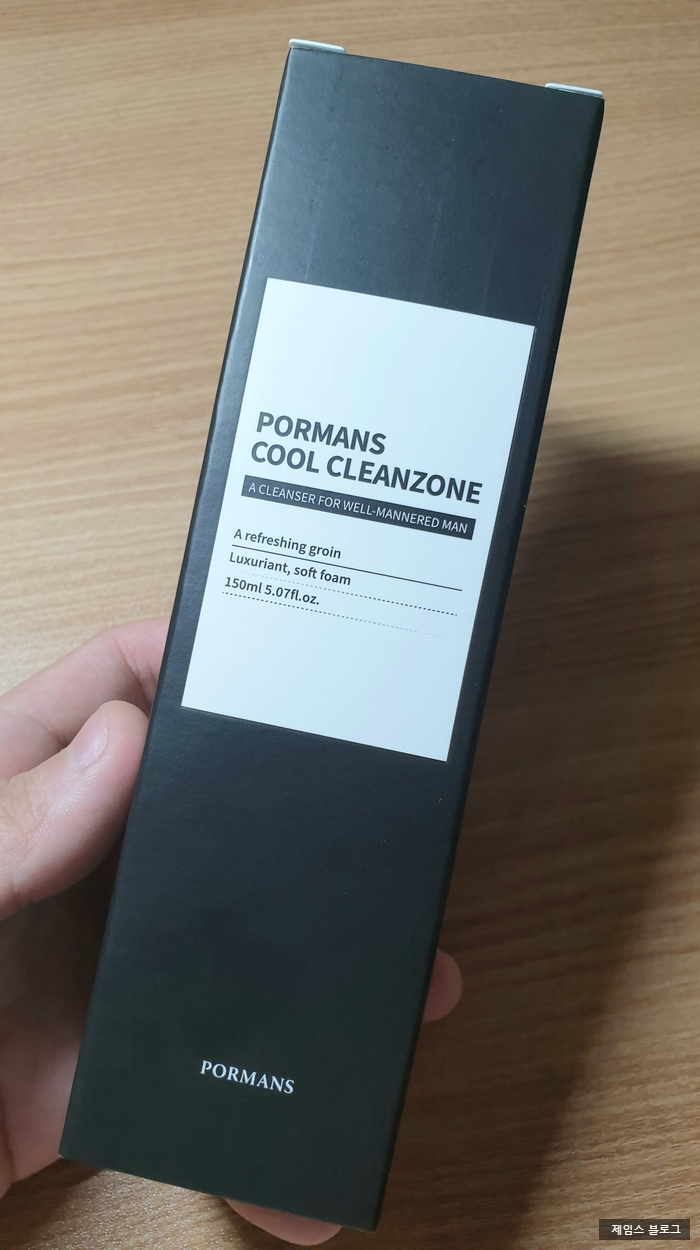 PORMANS
COOL CLEANZONE
A CLEANSER FOR WELL-MANNERED MAN
A refreshing groin
Luxuriant, soft foam
150ml 5.07fl.oz.
PORMANS
제임스 블로그